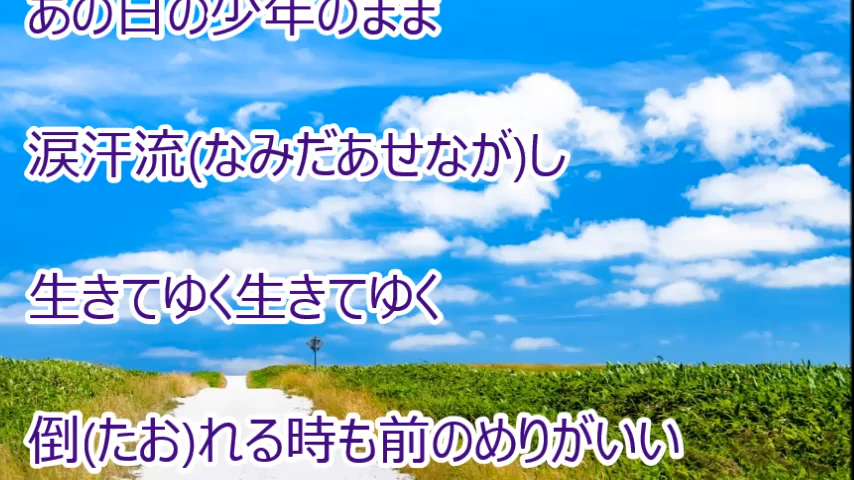 あの日の少年のまま
涙汗流(なみだあせなが)し
生きてゆく生きてゆく
倒(たお)れる時も前のめりがいい